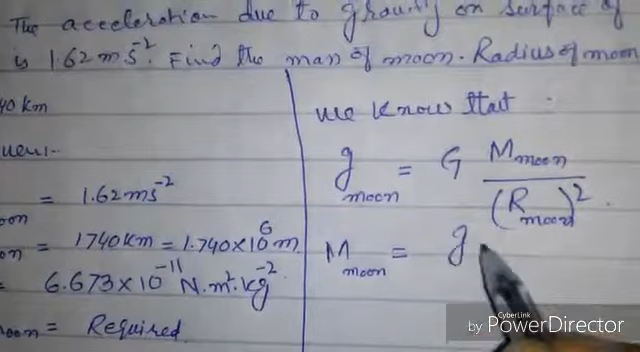 The acceleration due to gravity on surface of
is 1.62 m s⁻². Find the mass of moon. Radius of moon
40 km
We know that
g moon = G M moon / (R moon)²
= 1.62 ms⁻²
= 1740 km = 1.740 × 10⁶ m
M moon = g
= 6.673 × 10⁻¹¹ N.m².kg⁻²
= Required
CyberLink
by PowerDirector